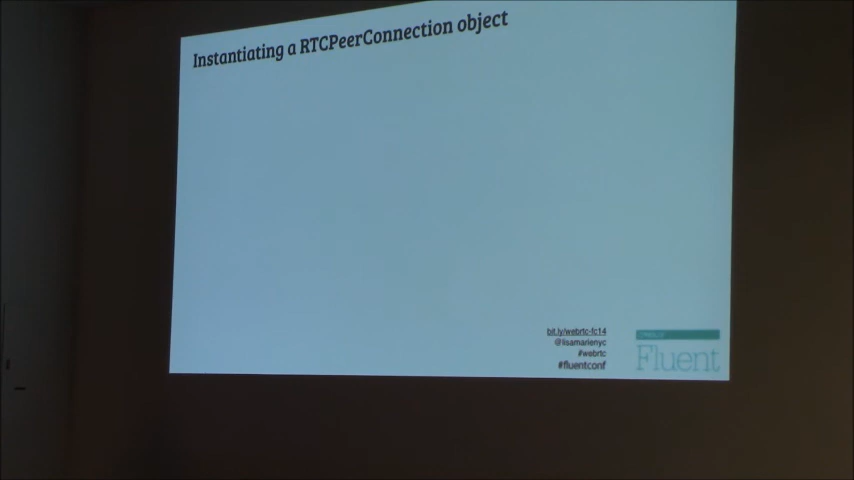 Instantiating a RTCPeerConnection object
bit.ly/webrtc-fc14
@lisamarienyc
#webrtc
#fluentconf
Fluent